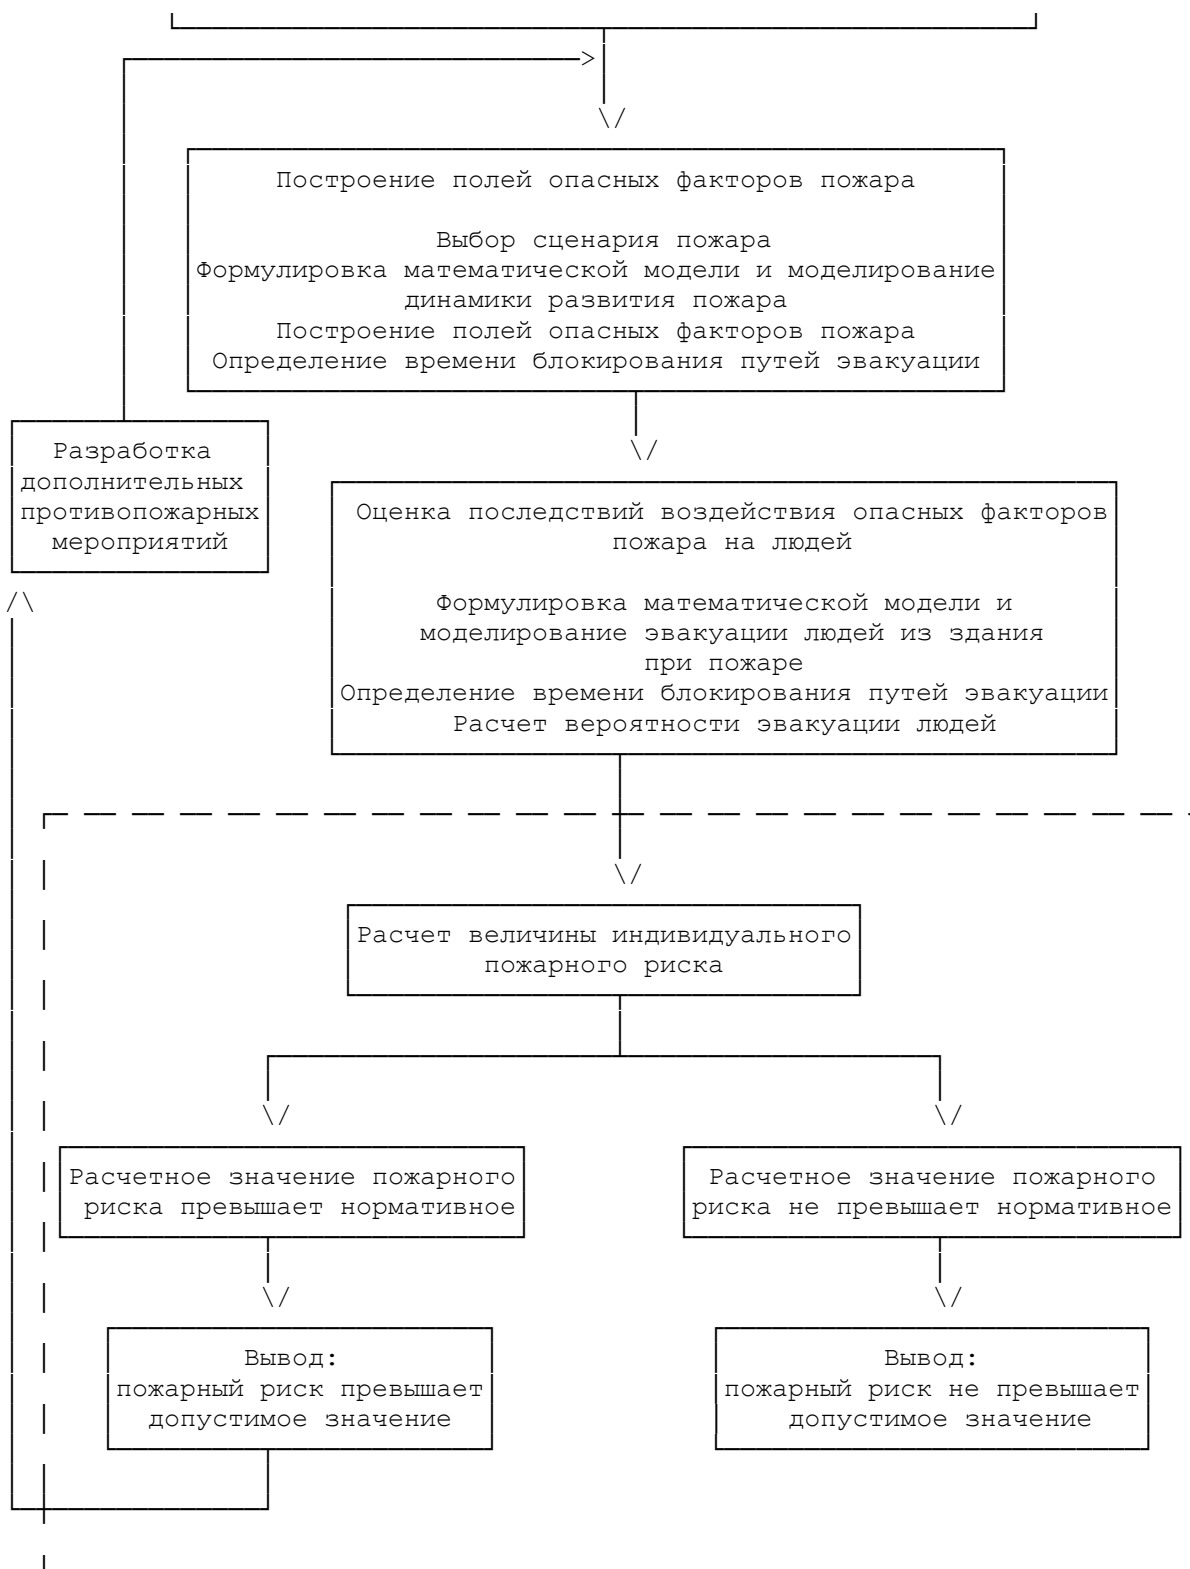 Построение полей опасных факторов пожара
Выбор сценария пожара
Формулировка математической модели и моделирование
динамики развития пожара
Построение полей опасных факторов пожара
Определение времени блокирования путей эвакуации
Разработка
дополнительных
противопожарных
мероприятий
Оценка последствий воздействия опасных факторов
пожара на людей
Формулировка математической модели и
моделирование эвакуации людей из здания
при пожаре
Определение времени блокирования путей эвакуации
Расчет вероятности эвакуации людей
Расчет величины индивидуального
пожарного риска
Расчетное значение пожарного
риска превышает нормативное
Расчетное значение пожарного
риска не превышает нормативное
Вывод:
пожарный риск превышает
допустимое значение
Вывод:
пожарный риск не превышает
допустимое значение